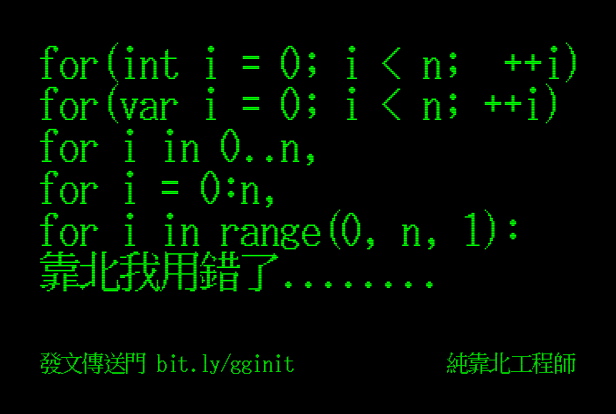 for(int i = 0; i < n;  ++i)
for(var i = 0; i < n; ++i)
for i in 0..n,
for i = 0:n,
for i in range(0, n, 1):
靠北我用錯了........
發文傳送門 bit.ly/gginit
純靠北工程師